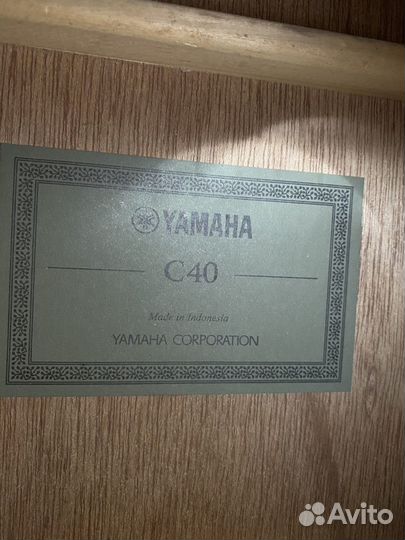 YAMAHA
C40
Made in Indonesia
YAMAHA CORPORATION
Avito